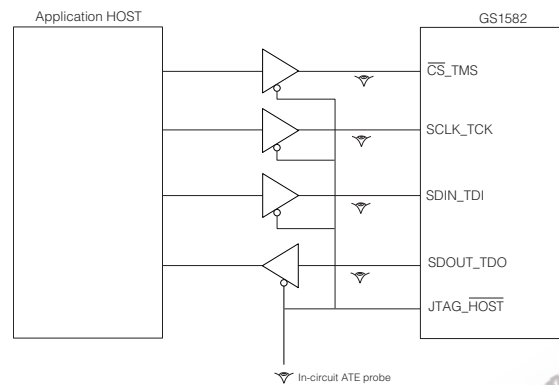 Application HOST
GS1582
CS_TMS
SCLK_TCK
SDIN_TDI
SDOUT_TDO
JTAG_HOST
In-circuit ATE probe